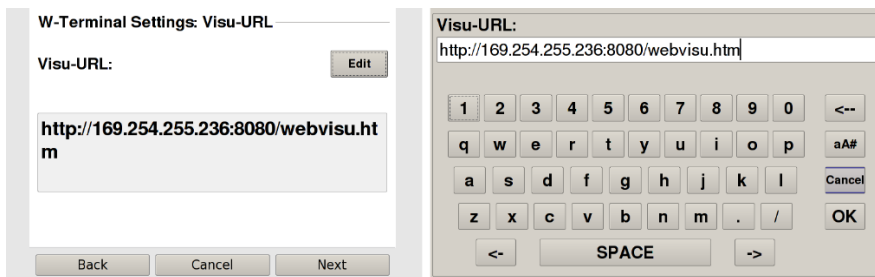 W-Terminal Settings: Visu-URL
Visu-URL:
Edit
http://169.254.255.236:8080/webvisu.ht
m
Back Cancel Next
Visu-URL:
http://169.254.255.236:8080/webvisu.htm
1 2 3 4 5 6 7 8 9 0 <--
q w e r t y u i o p aA#
a s d f g h j k l Cancel
z x c v b n m . / OK
<- SPACE ->